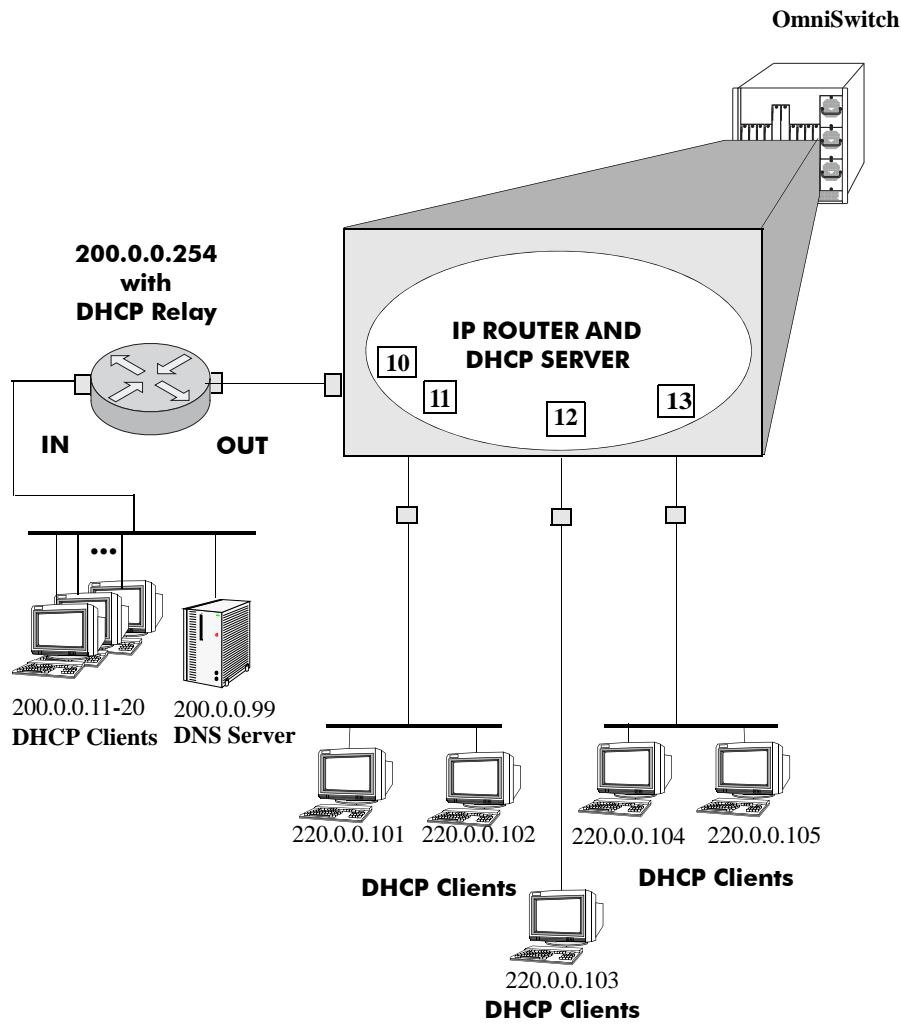 OmniSwitch
200.0.0.254
with
DHCP Relay
IP ROUTER AND
DHCP SERVER
10
11
12
13
IN
OUT
•••
200.0.0.11-20
DHCP Clients
200.0.0.99
DNS Server
220.0.0.101
220.0.0.102
DHCP Clients
220.0.0.104
220.0.0.105
DHCP Clients
220.0.0.103
DHCP Clients